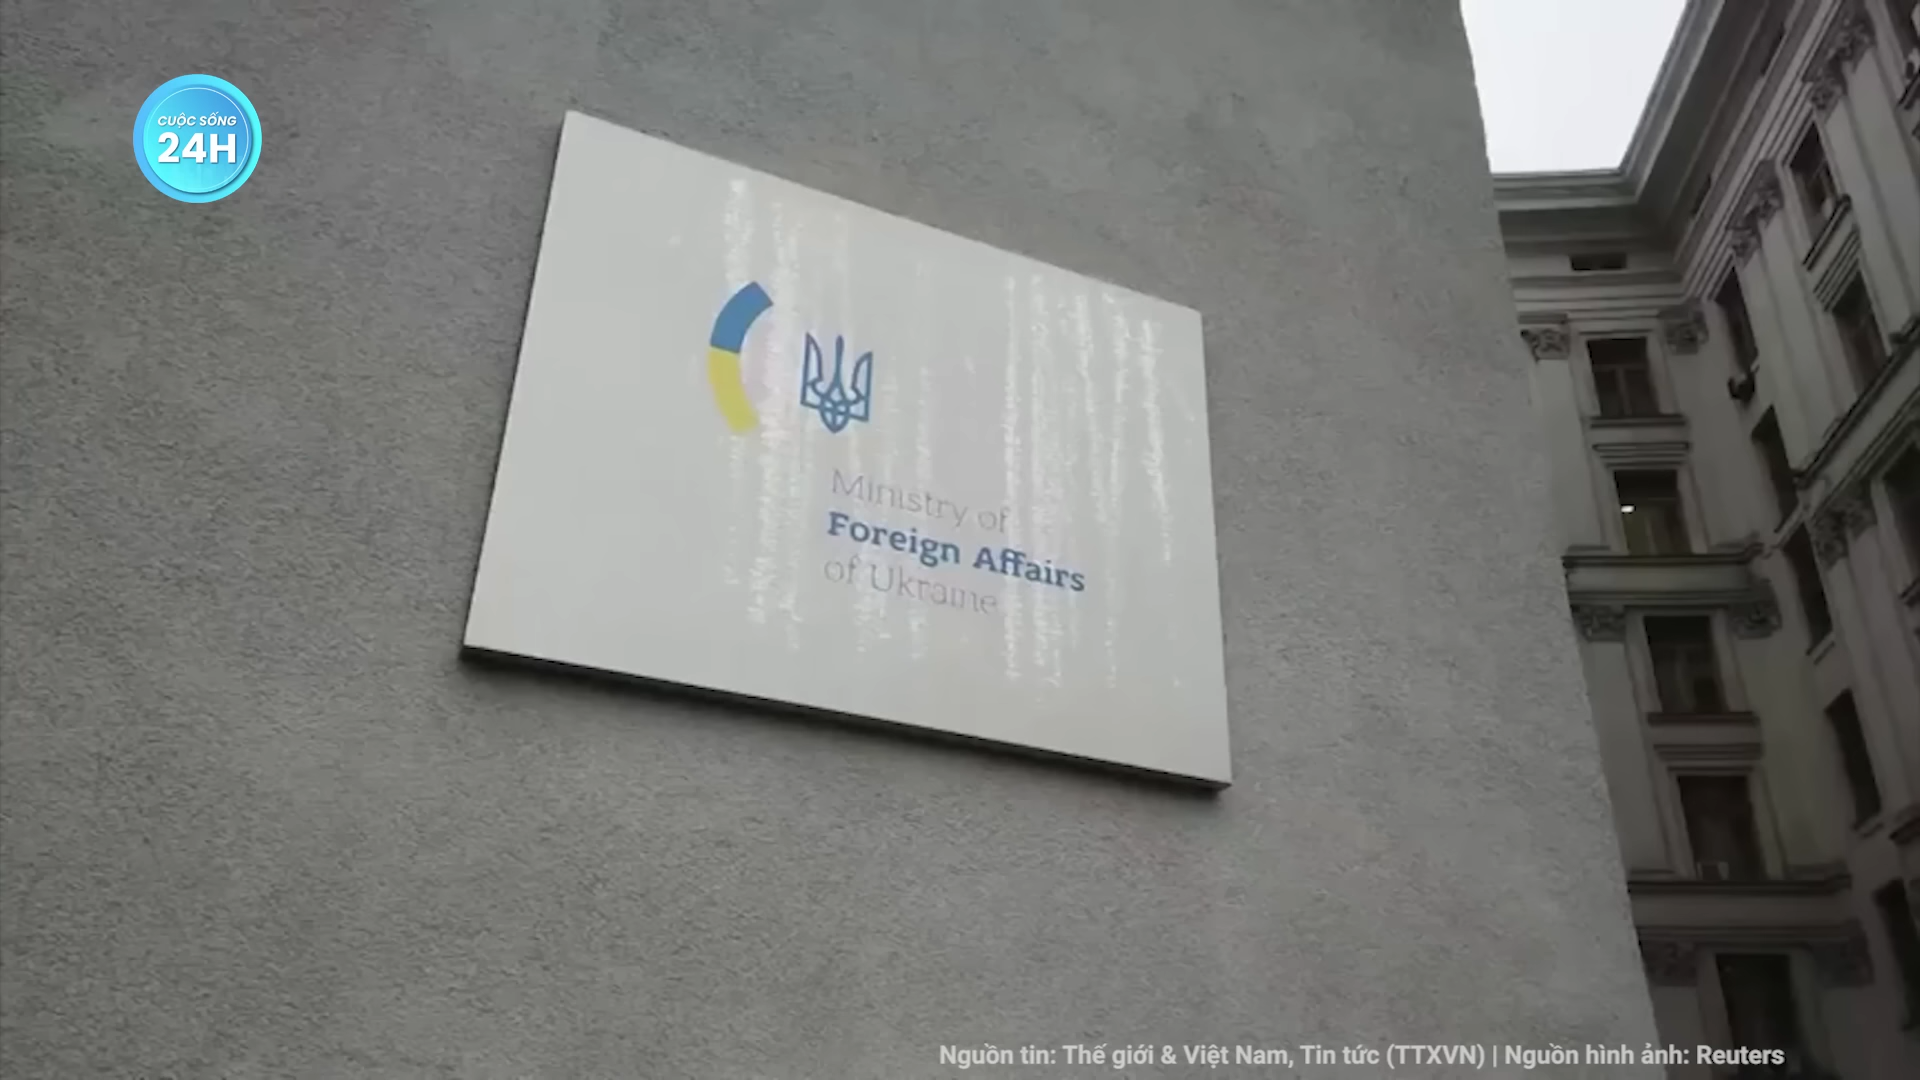 CUỘC SỐNG
24H
Ministry of
Foreign Affairs
of Ukraine
Nguồn tin: Thế giới & Việt Nam, Tin tức (TTXVN) | Nguồn hình ảnh: Reuters